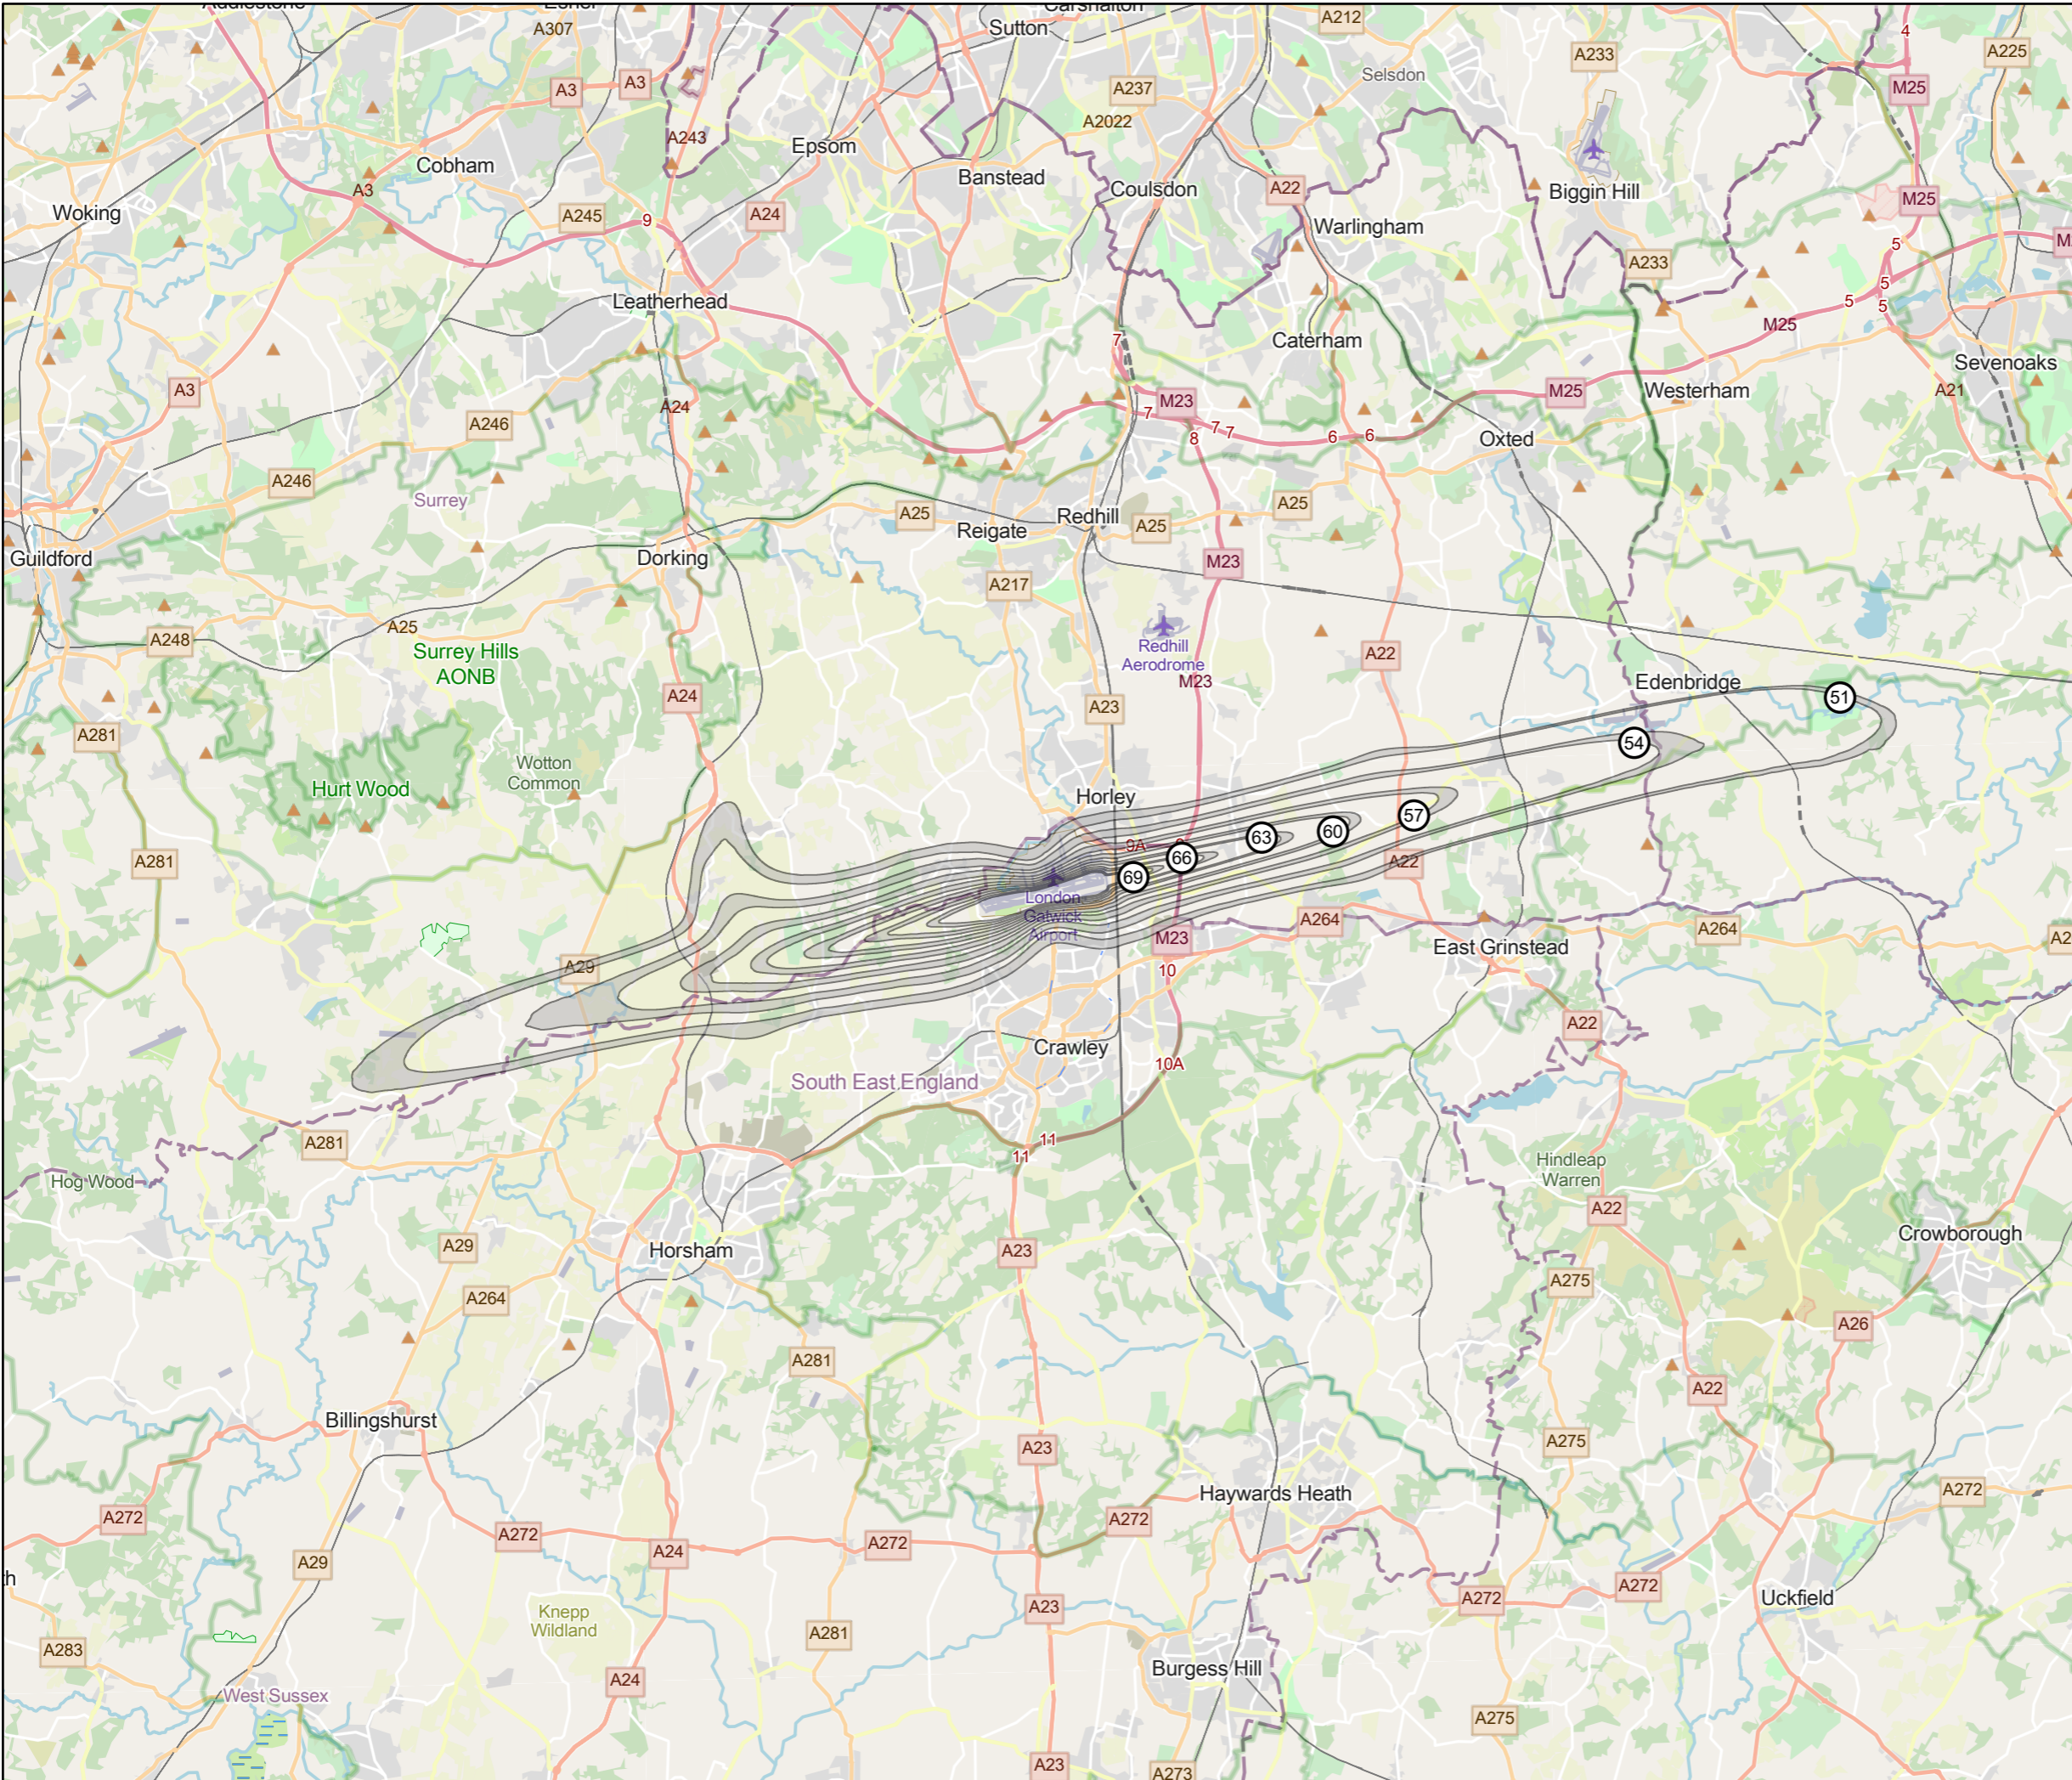 Addlestone
Esher
Carshalton
A307
Sutton
A212
A233
4
A225
A3
A3
A237
Selsdon
M25
A243
A2022
Epsom
Cobham
Banstead
Coulsdon
A22
Biggin Hill
A3
Woking
A245
9
A24
Warlingham
M25
5
A233
5
5
5
Leatherhead
M25
7
Caterham
Sevenoaks
A3
A24
A246
M23
7
7
7
8
6
6
M25
Westerham
A21
Oxted
A246
Surrey
A25
Reigate
Redhill
A25
A25
Guildford
Dorking
M23
A217
A248
A25
Surrey Hills
AONB
Redhill
Aerodrome
M23
A22
Edenbridge
A24
A23
51
A281
54
Wotton
Common
Hurt Wood
Horley
57
60
63
9A
66
69
A281
A22
London
Gatwick
Airport
A264
M23
A264
East Grinstead
A29
10
A22
Crawley
10A
South East England
A281
11
11
Hog Wood
Hindleap
Warren
A22
Crowborough
A29
Horsham
A23
A275
A264
A26
A281
A22
Billingshurst
A23
A275
Haywards Heath
A272
A272
A272
A272
A24
A272
A29
A272
A272
Uckfield
A23
Knepp
Wildland
A281
A283
Burgess Hill
A24
West Sussex
A275
A23
A273